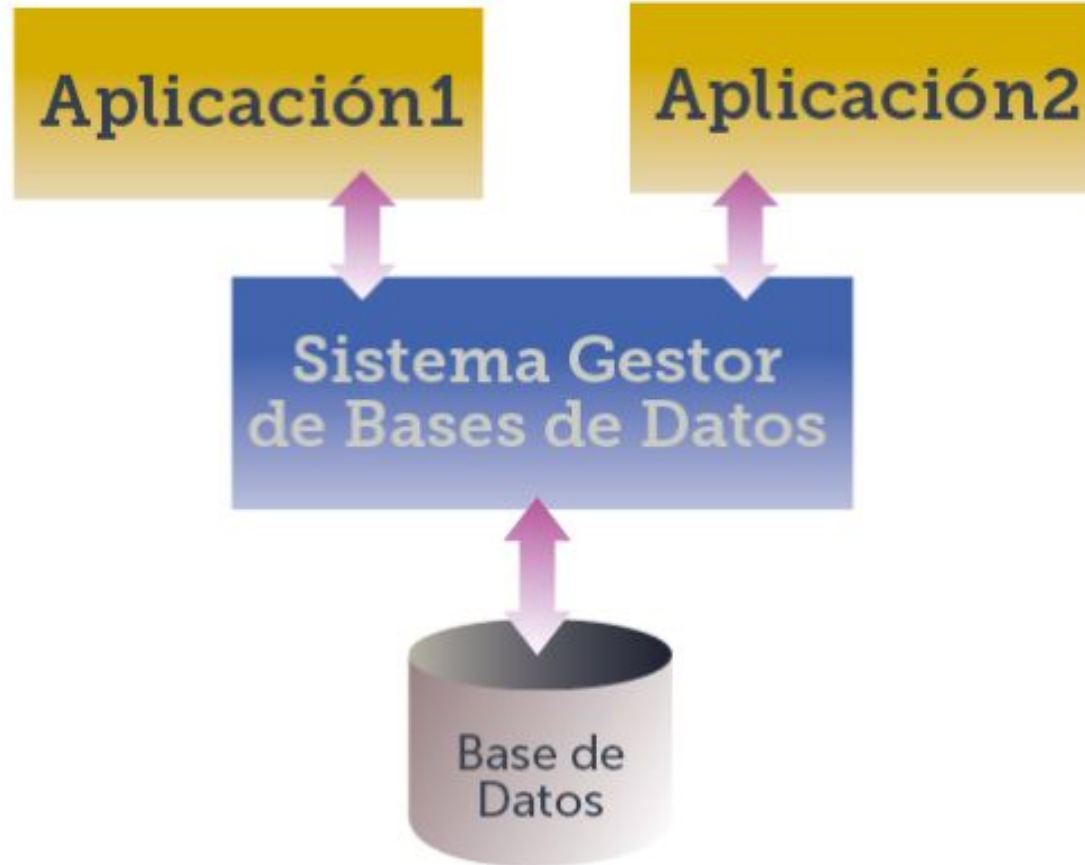 Aplicación1
Aplicación2
Sistema Gestor
de Bases de Datos
Base de
Datos